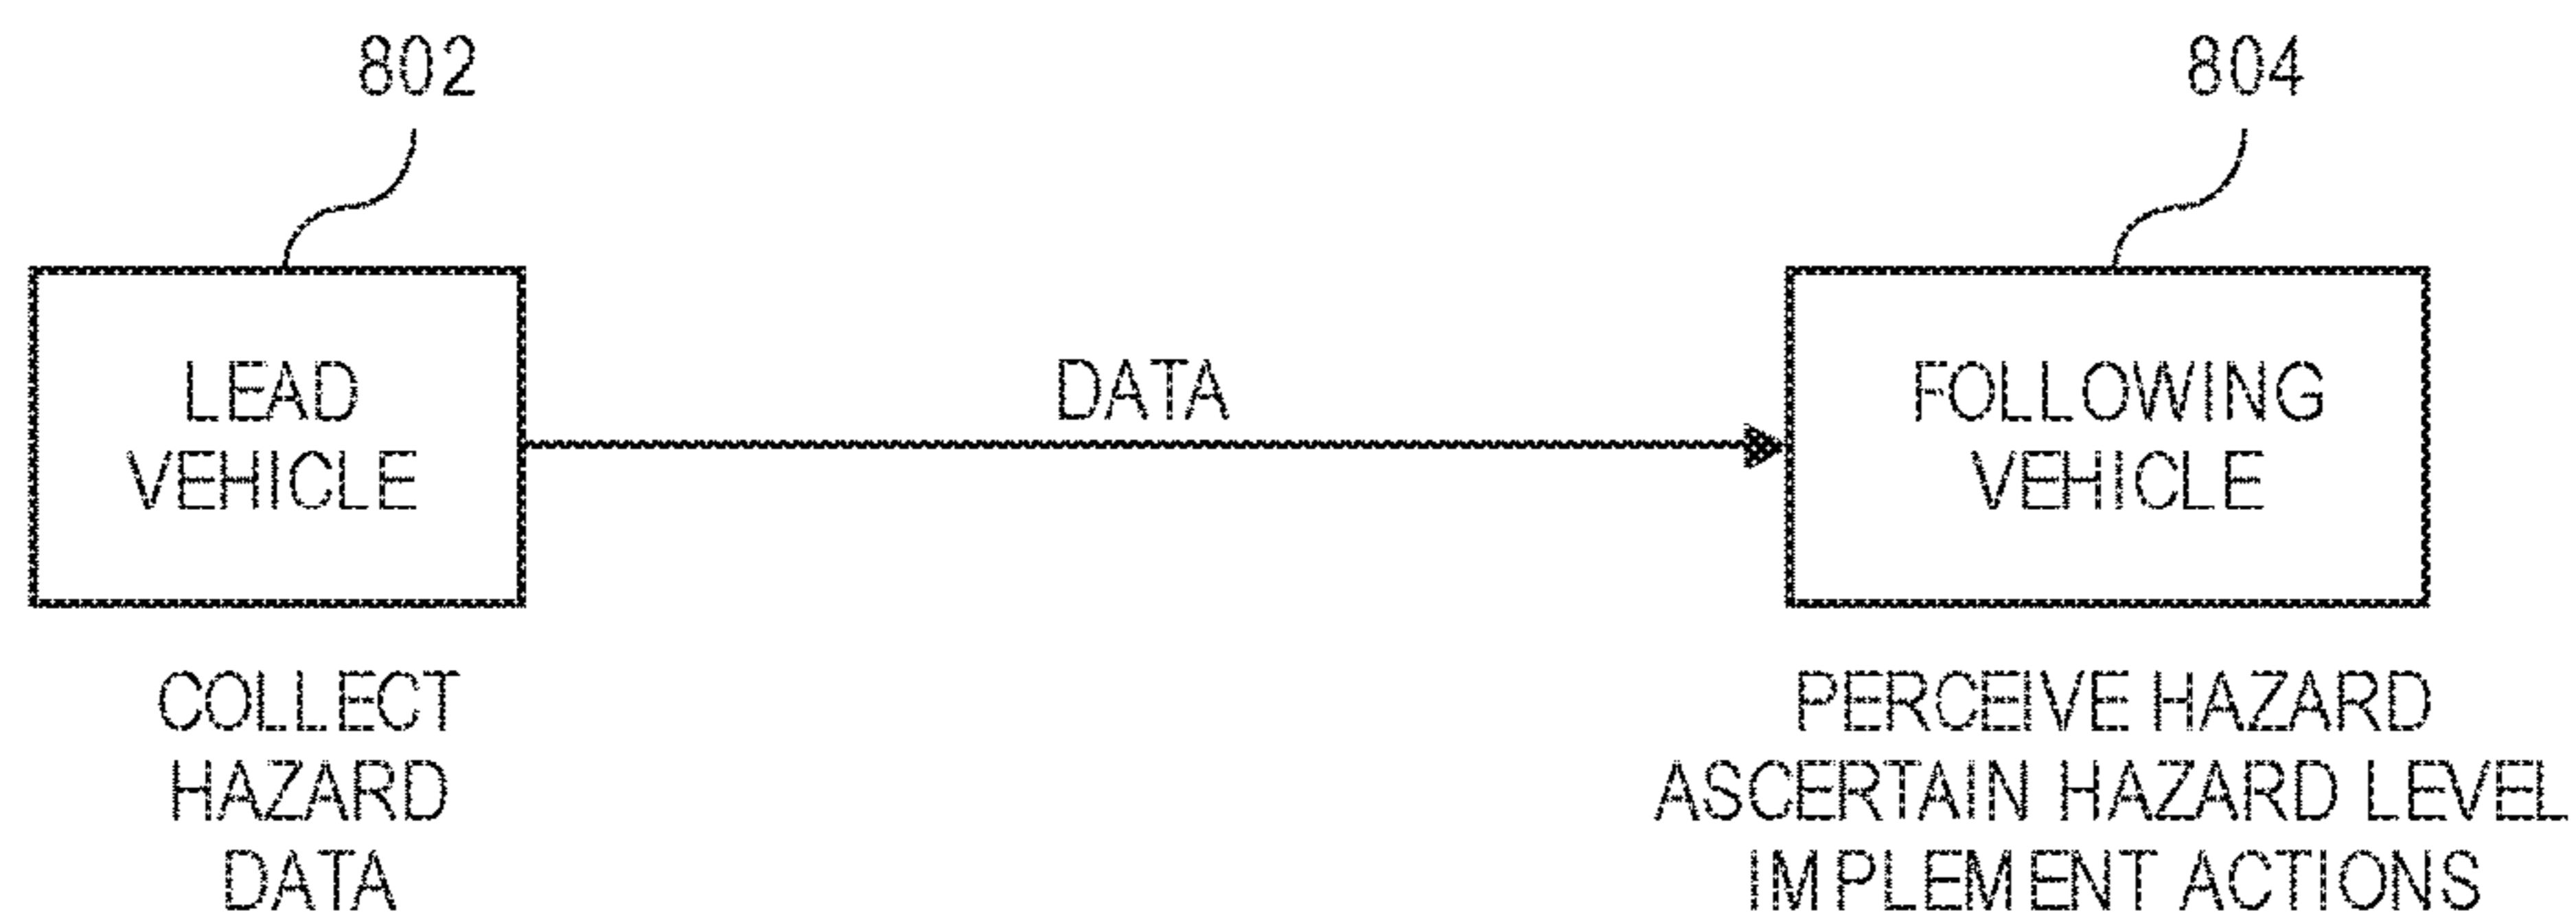 802
804
LEAD
VEHICLE
DATA
FOLLOWING
VEHICLE
COLLECT
HAZARD
DATA
PERCEIVE HAZARD
ASCERTAIN HAZARD LEVEL
IMPLEMENT ACTIONS